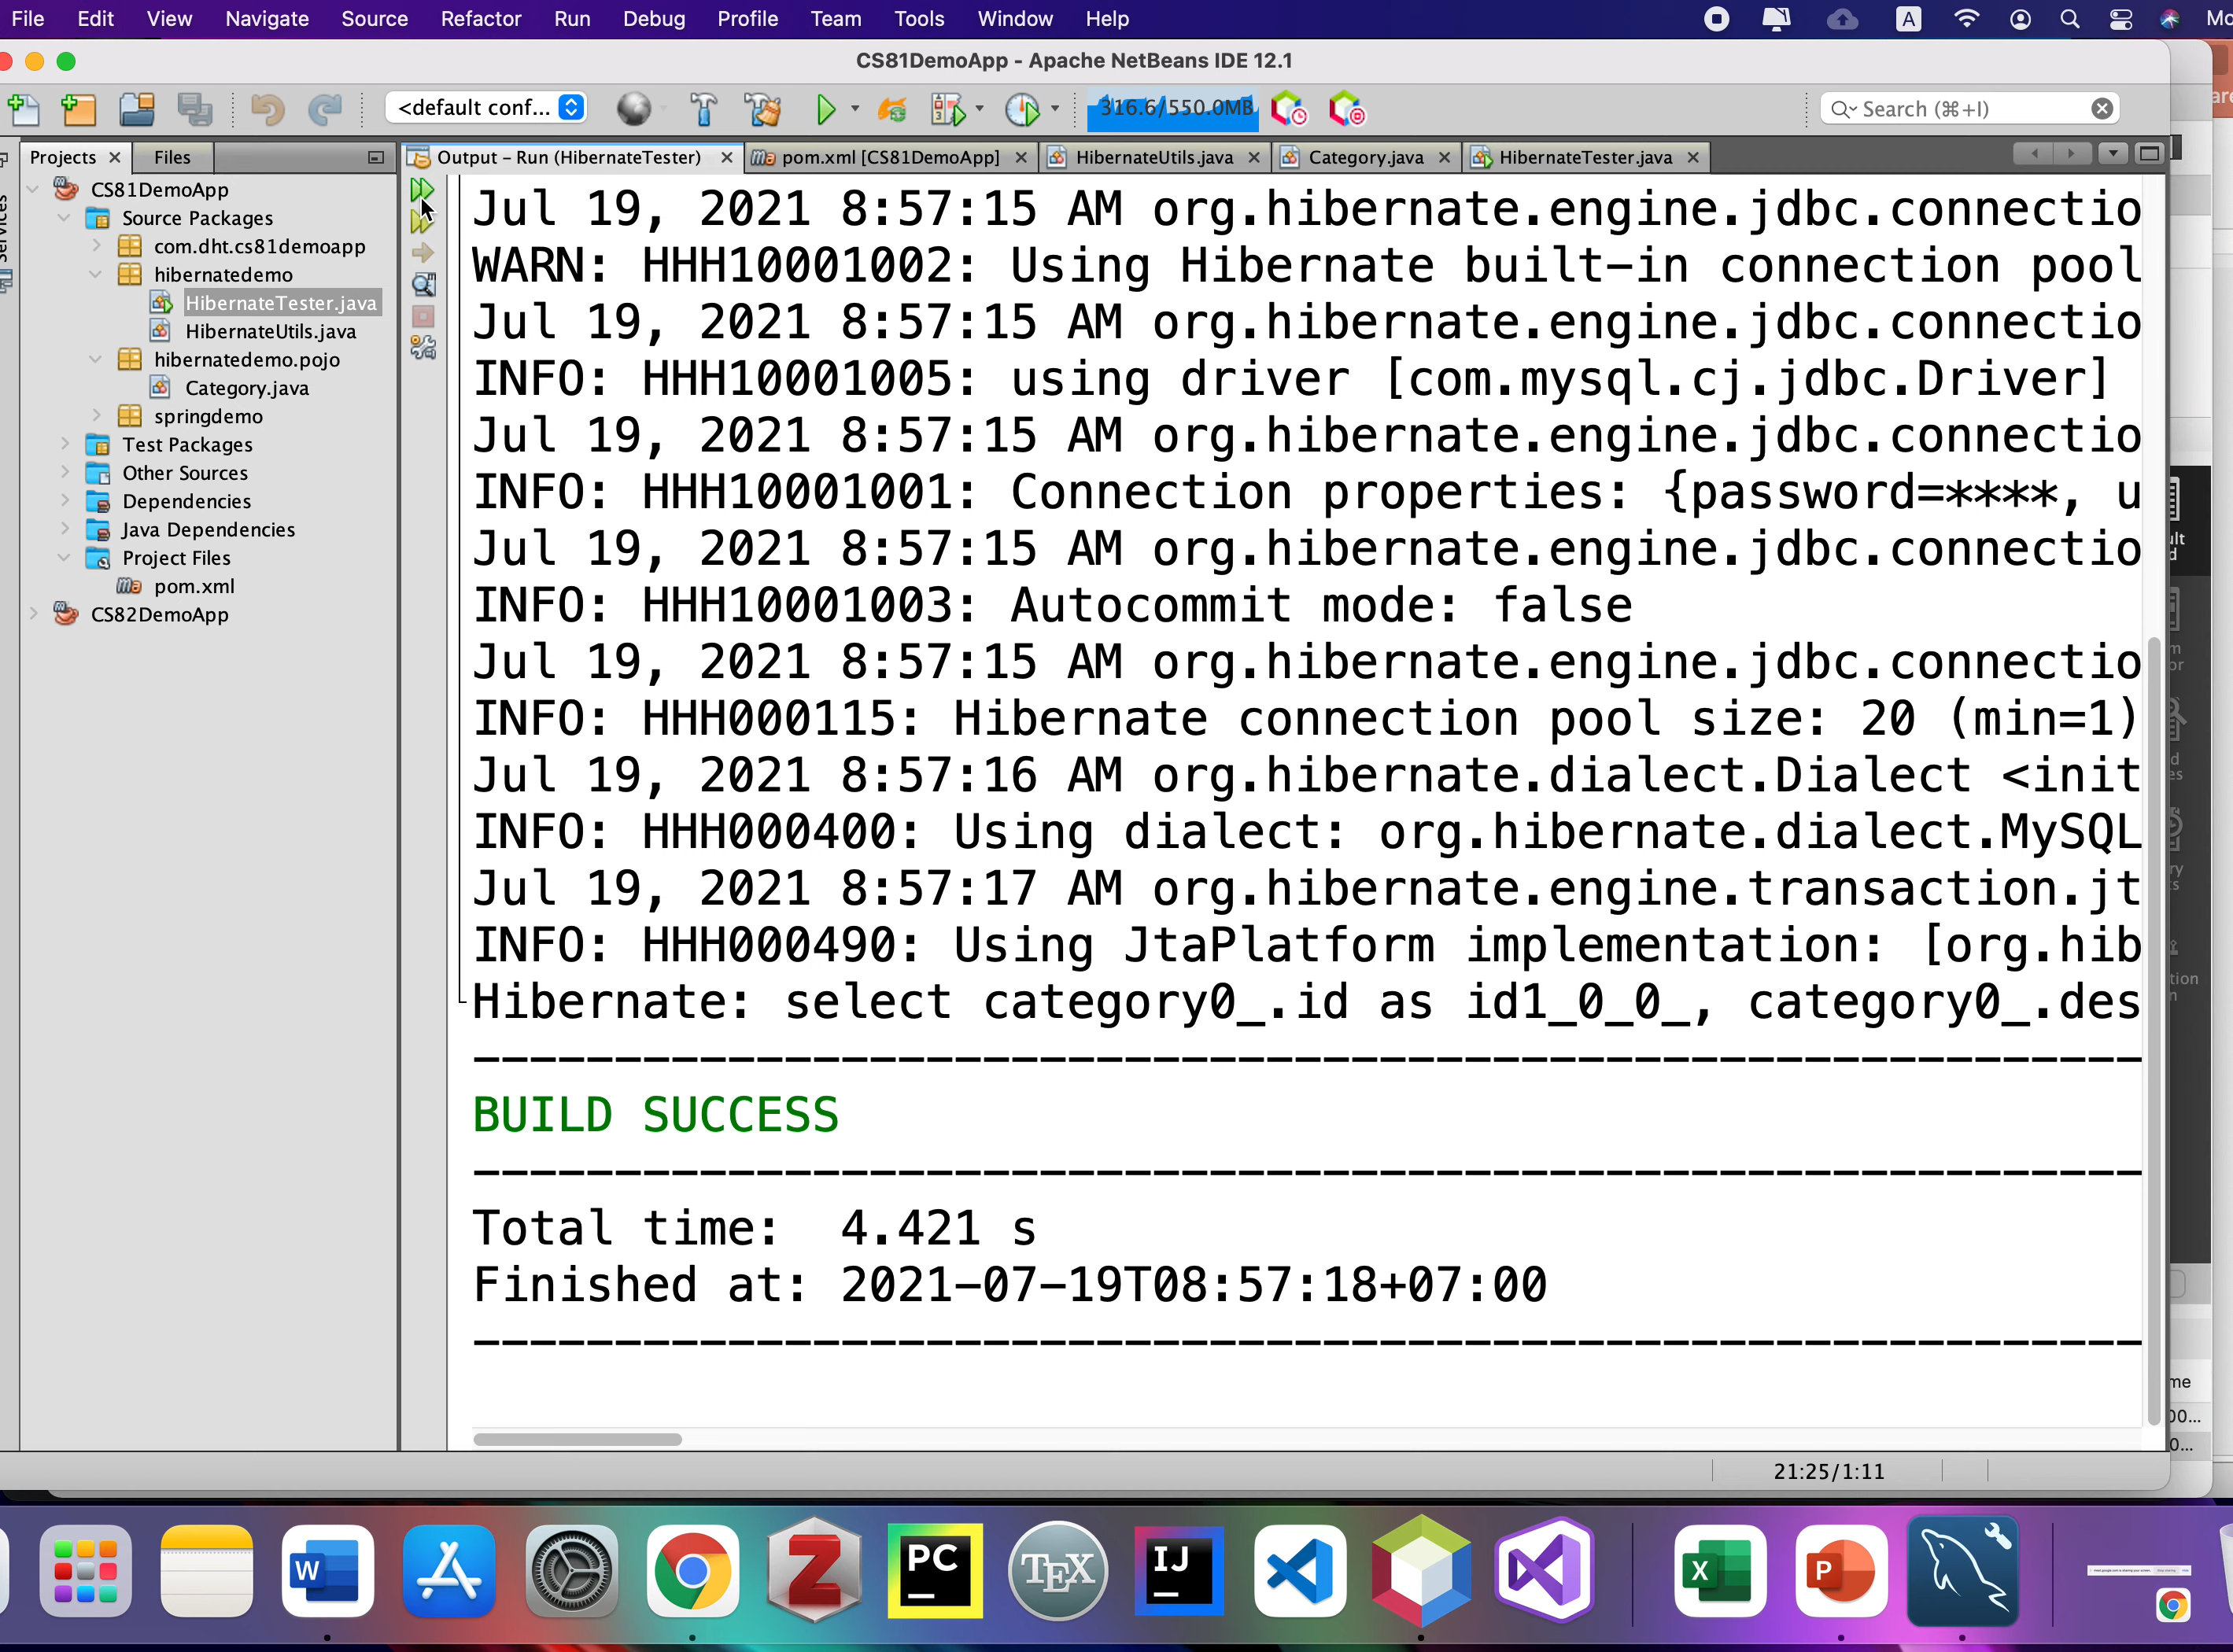 File Edit View Navigate Source Refactor Run Debug Profile Team Tools Window Help
CS81DemoApp - Apache NetBeans IDE 12.1
<default conf... 316.6/550.0MB Search (⌘+I)
Projects Files Output – Run (HibernateTester) pom.xml [CS81DemoApp] HibernateUtils.java Category.java HibernateTester.java
Services
CS81DemoApp
Source Packages
com.dht.cs81demoapp
hibernatedemo
HibernateTester.java
HibernateUtils.java
hibernatedemo.pojo
Category.java
springdemo
Test Packages
Other Sources
Dependencies
Java Dependencies
Project Files
pom.xml
CS82DemoApp
Jul 19, 2021 8:57:15 AM org.hibernate.engine.jdbc.connectio
WARN: HHH10001002: Using Hibernate built-in connection pool
Jul 19, 2021 8:57:15 AM org.hibernate.engine.jdbc.connectio
INFO: HHH10001005: using driver [com.mysql.cj.jdbc.Driver]
Jul 19, 2021 8:57:15 AM org.hibernate.engine.jdbc.connectio
INFO: HHH10001001: Connection properties: {password=****, u
Jul 19, 2021 8:57:15 AM org.hibernate.engine.jdbc.connectio
INFO: HHH10001003: Autocommit mode: false
Jul 19, 2021 8:57:15 AM org.hibernate.engine.jdbc.connectio
INFO: HHH000115: Hibernate connection pool size: 20 (min=1)
Jul 19, 2021 8:57:16 AM org.hibernate.dialect.Dialect <init
INFO: HHH000400: Using dialect: org.hibernate.dialect.MySQL
Jul 19, 2021 8:57:17 AM org.hibernate.engine.transaction.jt
INFO: HHH000490: Using JtaPlatform implementation: [org.hib
Hibernate: select category0_.id as id1_0_0_, category0_.des
BUILD SUCCESS
Total time: 4.421 s
Finished at: 2021-07-19T08:57:18+07:00
21:25/1:11